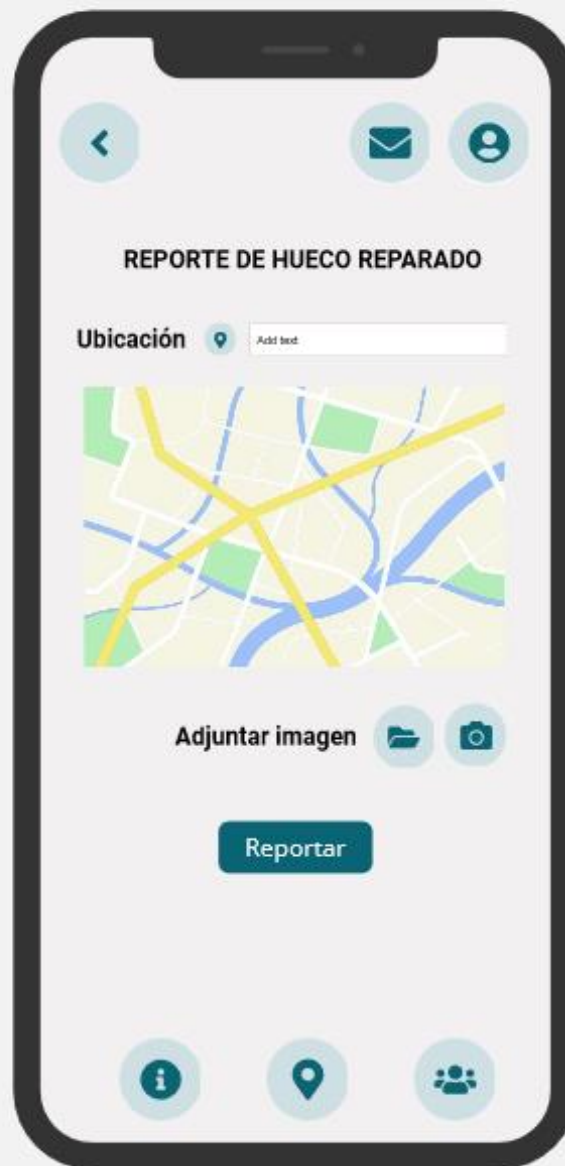 REPORTE DE HUECO REPARADO
Ubicación
Add text
Adjuntar imagen
Reportar